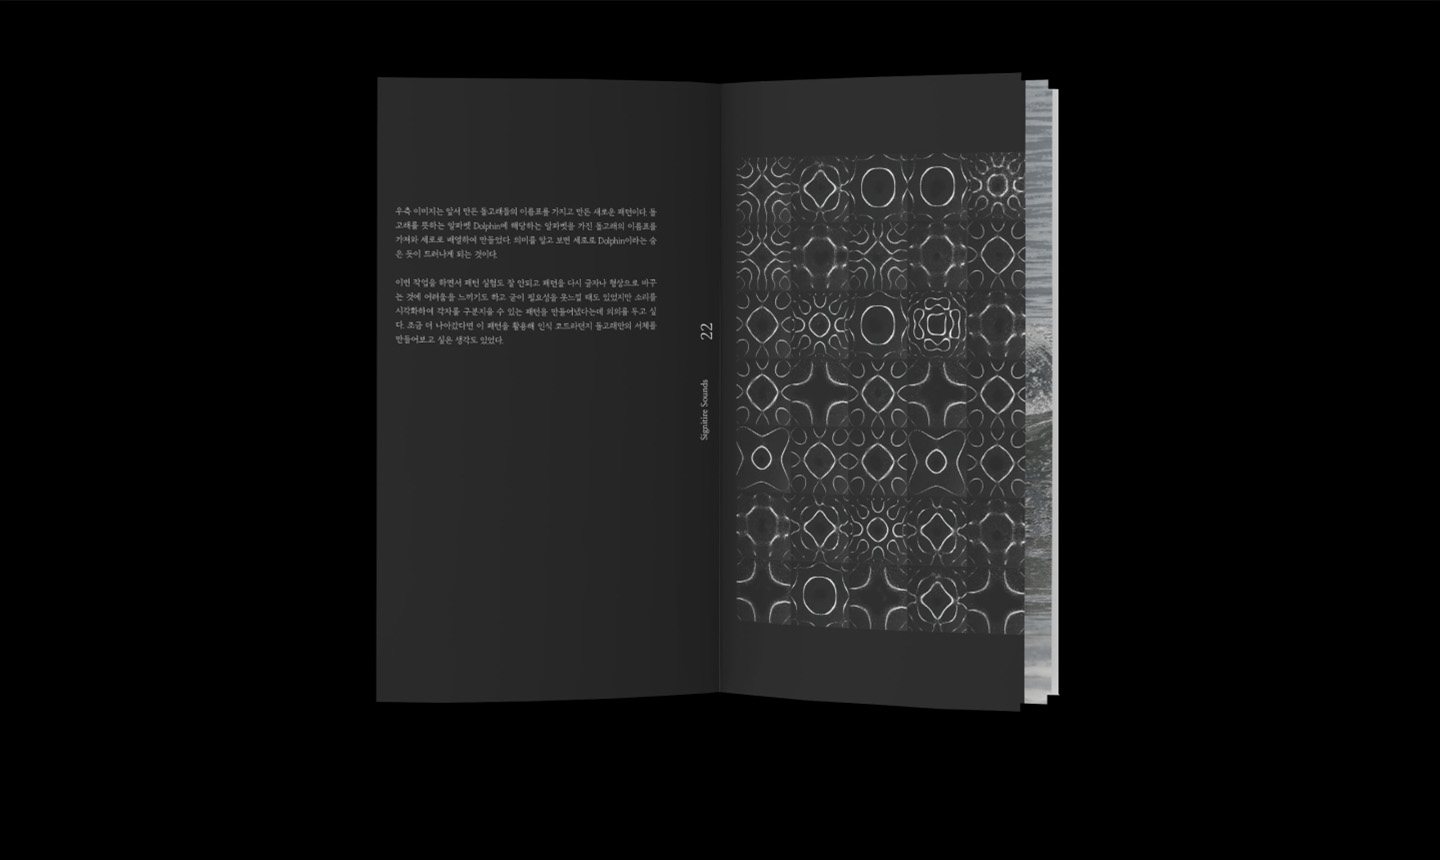 우측 이미지는 앞서 만든 돌고래들의 이름표를 가지고 만든 새로운 패턴이다. 돌
고래를 뜻하는 알파벳 Dolphin에 해당하는 알파벳을 가진 돌고래의 이름표를
가져와 세로로 배열하여 만들었다. 의미를 알고 보면 세로로 Dolphin이라는 숨
은 뜻이 드러나게 되는 것이다.
이런 작업을 하면서 패턴 실험도 잘 안되고 패턴을 다시 글자나 형상으로 바꾸
는 것에 어려움을 느끼기도 하고 굳이 필요성을 못느낄 때도 있었지만 소리를
시각화하여 각자를 구분지을 수 있는 패턴을 만들어냈다는데 의의를 두고 싶
다. 조금 더 나아갔다면 이 패턴을 활용해 인식 코드라던지 돌고래만의 서체를
만들어보고 싶은 생각도 있었다.
22
Signitire Sounds